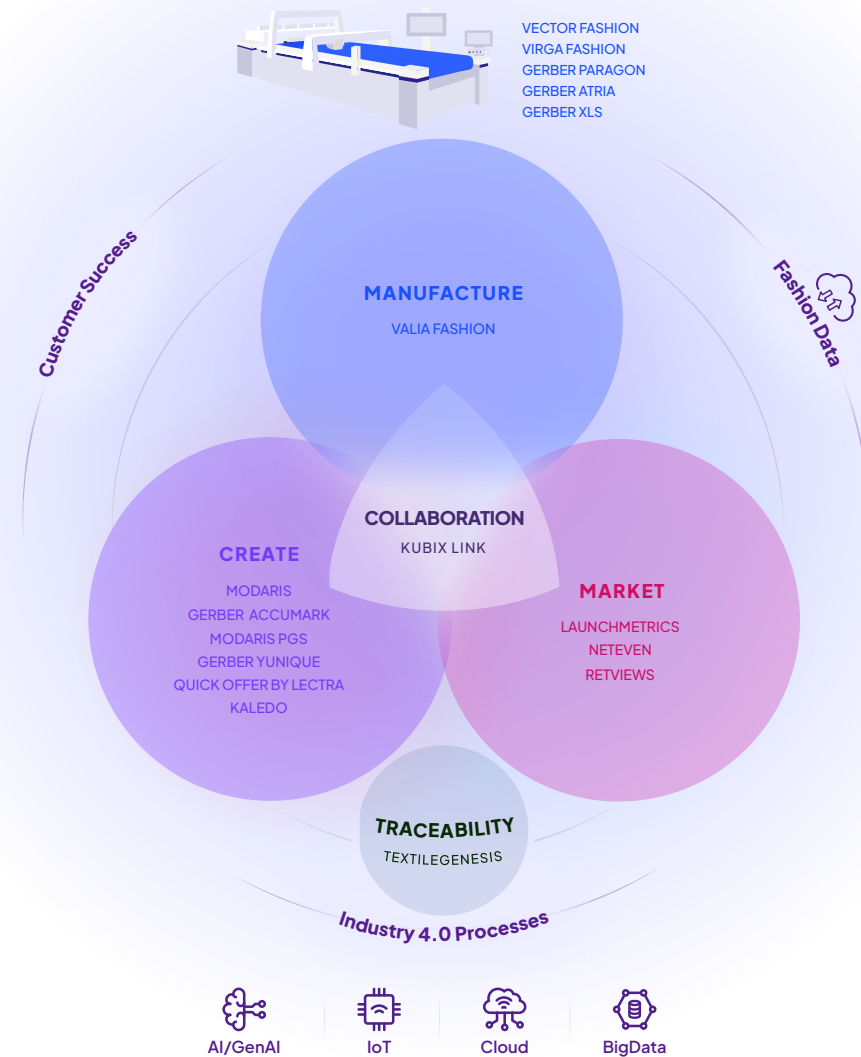 VECTOR FASHION
VIRGA FASHION
GERBER PARAGON
GERBER ATRIA
GERBER XLS
Customer Success
Fashion Data
MANUFACTURE
VALIA FASHION
COLLABORATION
KUBIX LINK
CREATE
MODARIS
GERBER ACCUMARK
MODARIS PGS
GERBER YUNIQUE
QUICK OFFER BY LECTRA
KALEDO
MARKET
LAUNCHMETRICS
NETEVEN
RETVIEWS
TRACEABILITY
TEXTILEGENESIS
Industry 4.0 Processes
AI/GenAI
IoT
Cloud
BigData